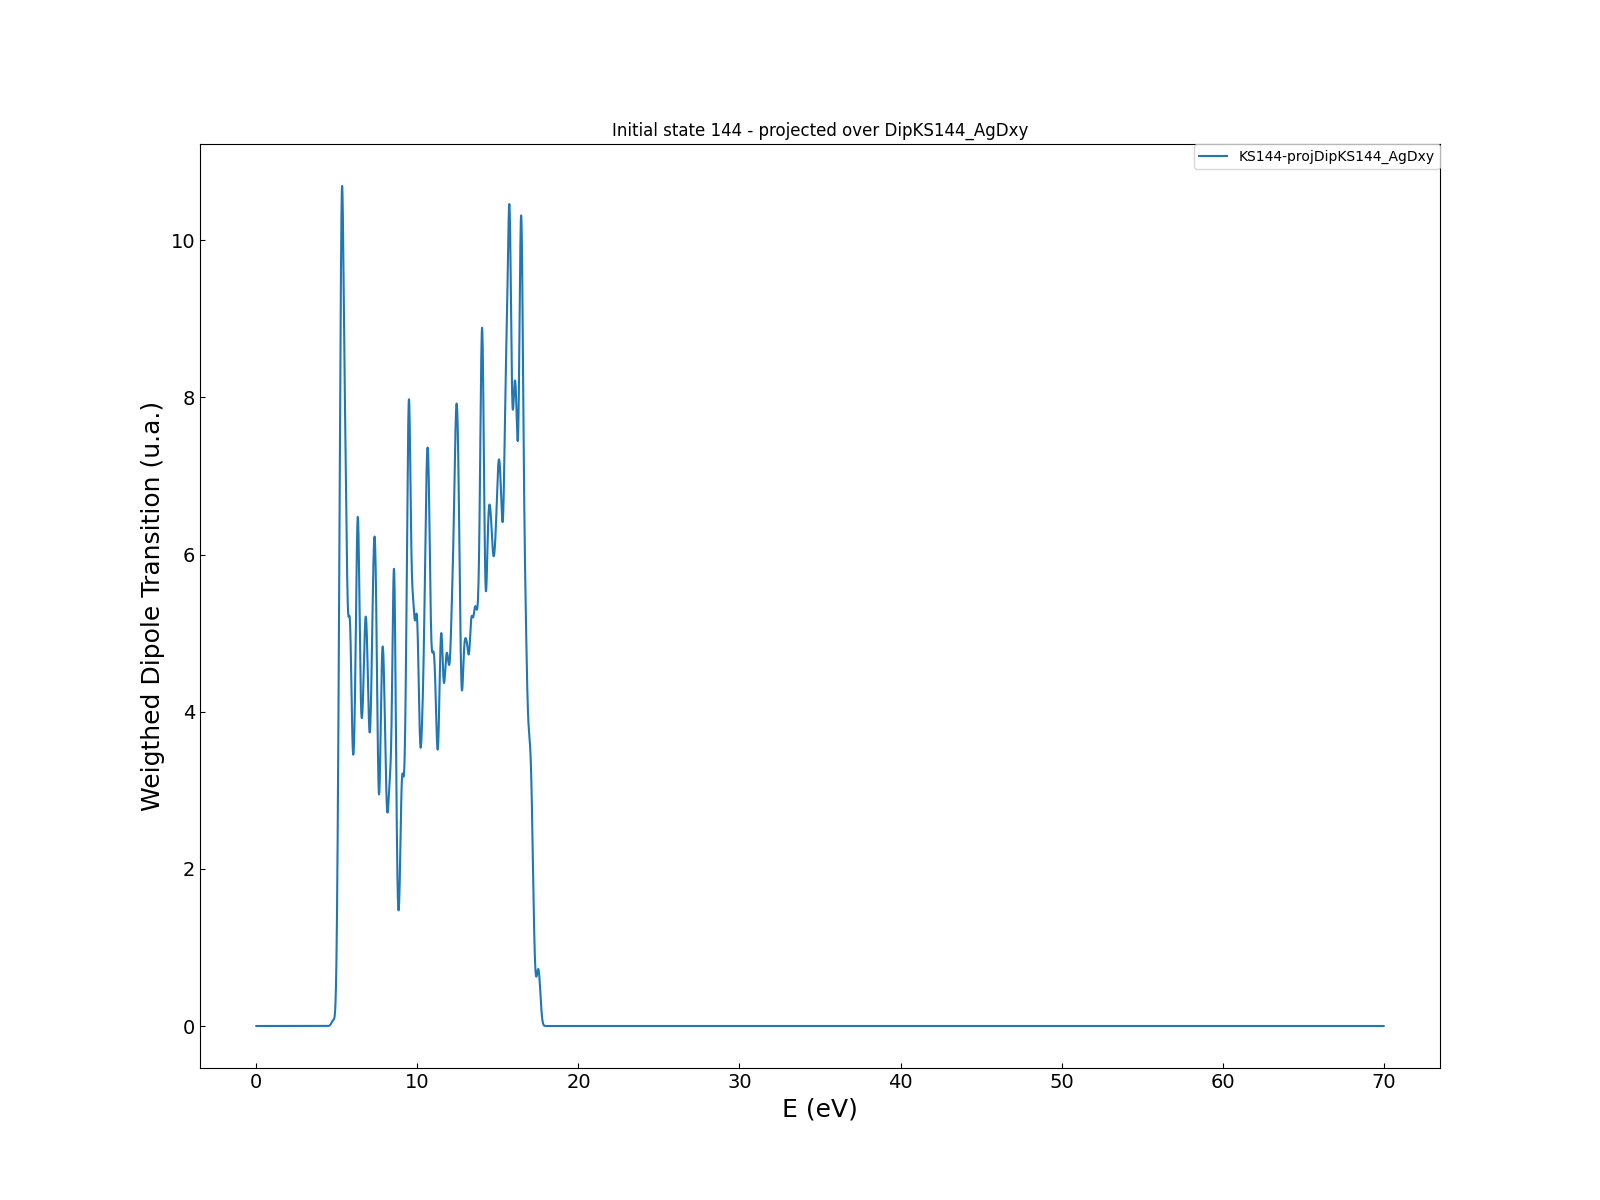 Initial state 144 - projected over DipKS144_AgDxy
KS144-projDipKS144_AgDxy
Weigthed Dipole Transition (u.a.)
10
8
6
4
2
0
0 10 20 30 40 50 60 70
E (eV)